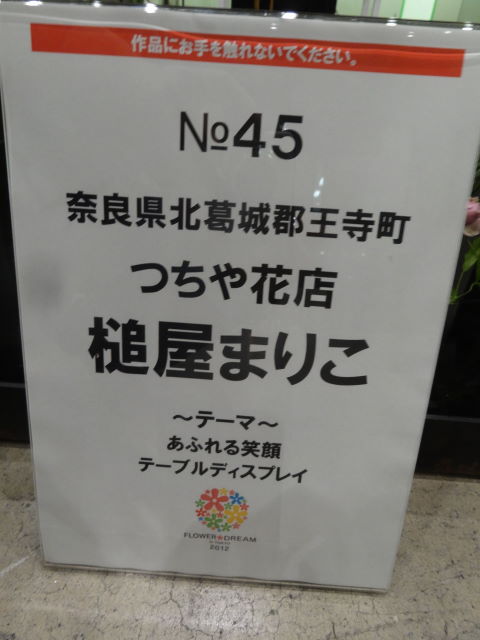 作品にお手を触れないでください。
№45
奈良県北葛城郡王寺町
つちや花店
槌屋まりこ
～テーマ～
あふれる笑顔
テーブルディスプレイ
FLOWER★DREAM
IN TOKYO
2012